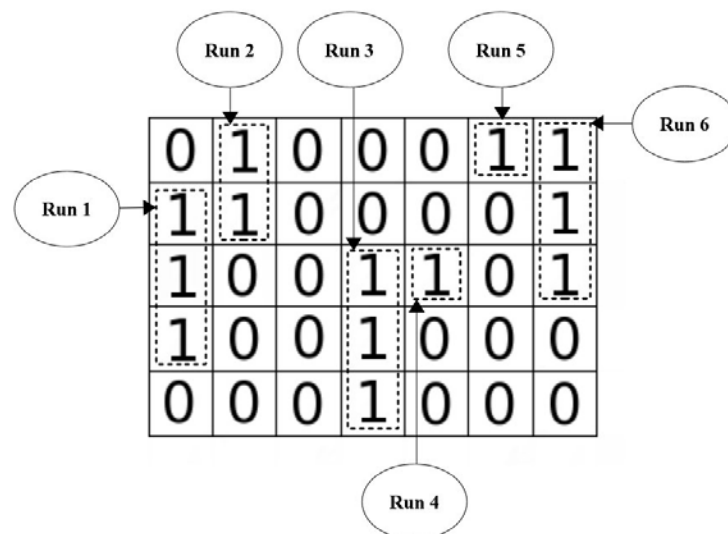 Run 2 Run 3 Run 5
Run 6
0 1 0 0 0 1 1
Run 1
1 1 0 0 0 0 1
1 0 0 1 1 0 1
1 0 0 1 0 0 0
0 0 0 1 0 0 0
Run 4